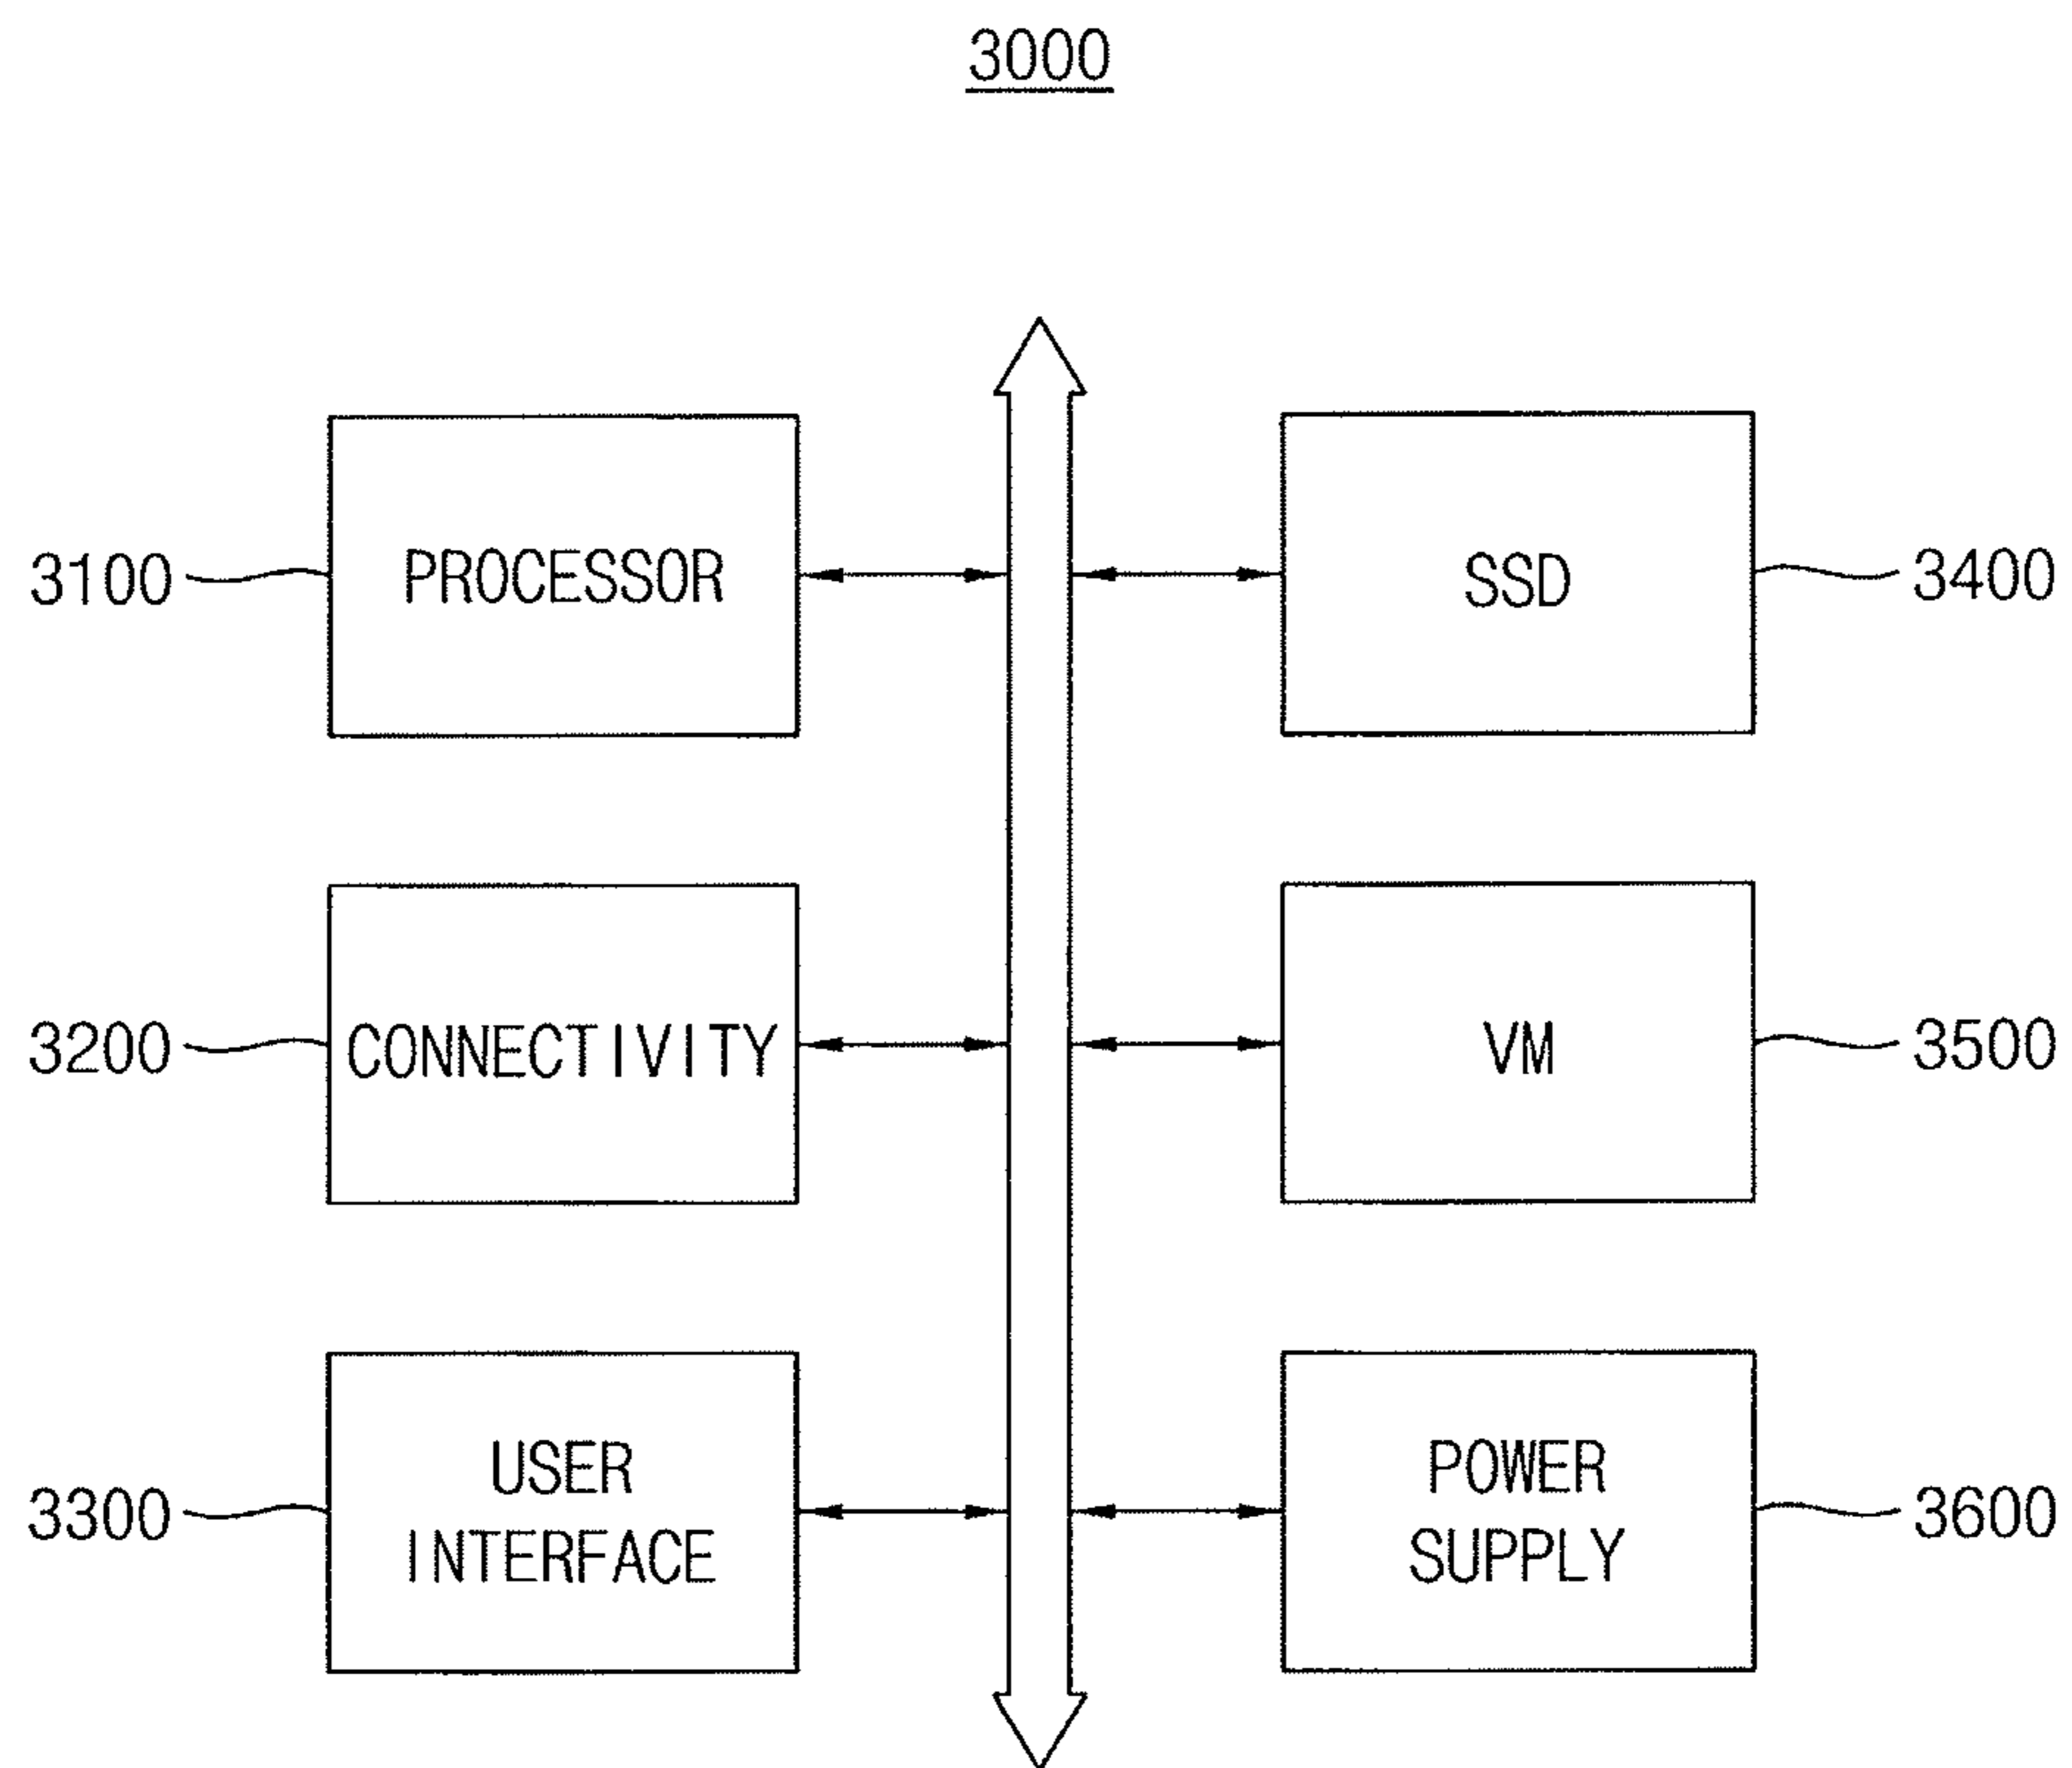 3000
3100
PROCESSOR
SSD
3400
3200
CONNECTIVITY
VM
3500
3300
USER
INTERFACE
POWER
SUPPLY
3600